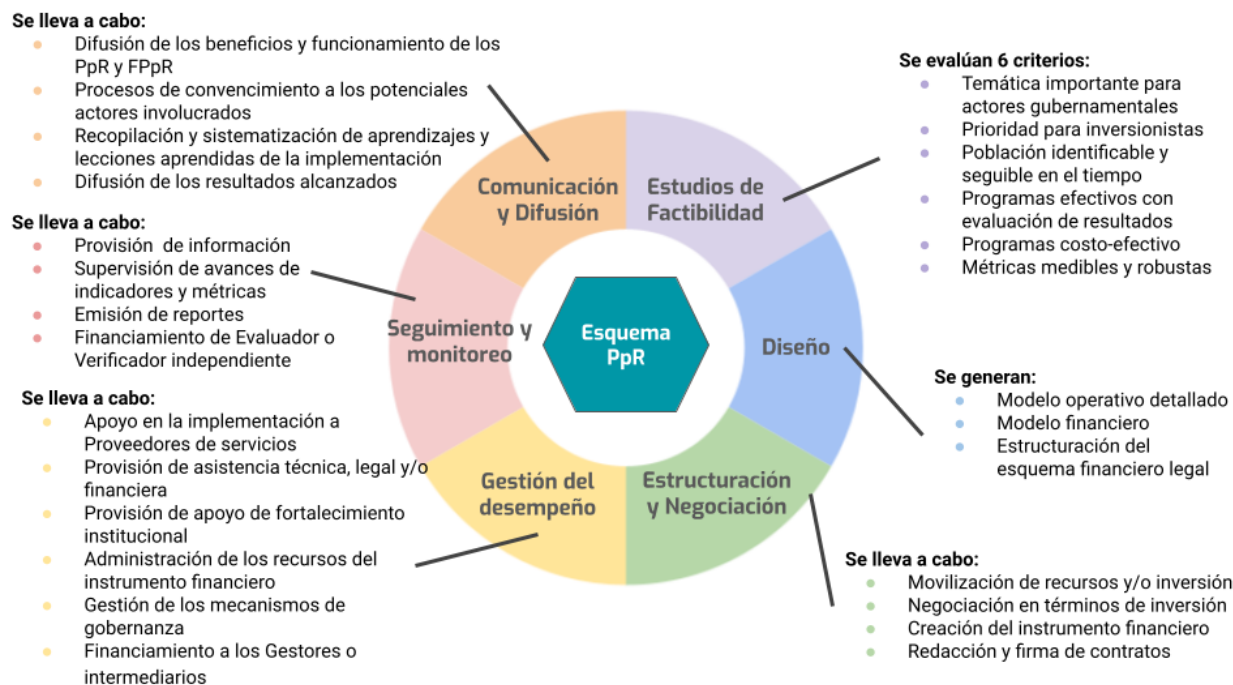 Se lleva a cabo:
Difusión de los beneficios y funcionamiento de los
PpR y FPpR
Procesos de convencimiento a los potenciales
actores involucrados
Recopilación y sistematización de aprendizajes y
lecciones aprendidas de la implementación
Difusión de los resultados alcanzados
Se lleva a cabo:
Provisión de información
Supervisión de avances de
indicadores y métricas
Emisión de reportes
Financiamiento de Evaluador o
Verificador independiente
Se lleva a cabo:
Apoyo en la implementación a
Proveedores de servicios
Provisión de asistencia técnica, legal y/o
financiera
Provisión de apoyo de fortalecimiento
institucional
Administración de los recursos del
instrumento financiero
Gestión de los mecanismos de
gobernanza
Financiamiento a los Gestores o
intermediarios
Comunicación
y Difusión
Estudios de
Factibilidad
Seguimiento y
monitoreo
Esquema
PpR
Diseño
Gestión del
desempeño
Estructuración
y Negociación
Se evalúan 6 criterios:
Temática importante para
actores gubernamentales
Prioridad para inversionistas
Población identificable y
seguible en el tiempo
Programas efectivos con
evaluación de resultados
Programas costo-efectivo
Métricas medibles y robustas
Se generan:
Modelo operativo detallado
Modelo financiero
Estructuración del
esquema financiero legal
Se lleva a cabo:
Movilización de recursos y/o inversión
Negociación en términos de inversión
Creación del instrumento financiero
Redacción y firma de contratos